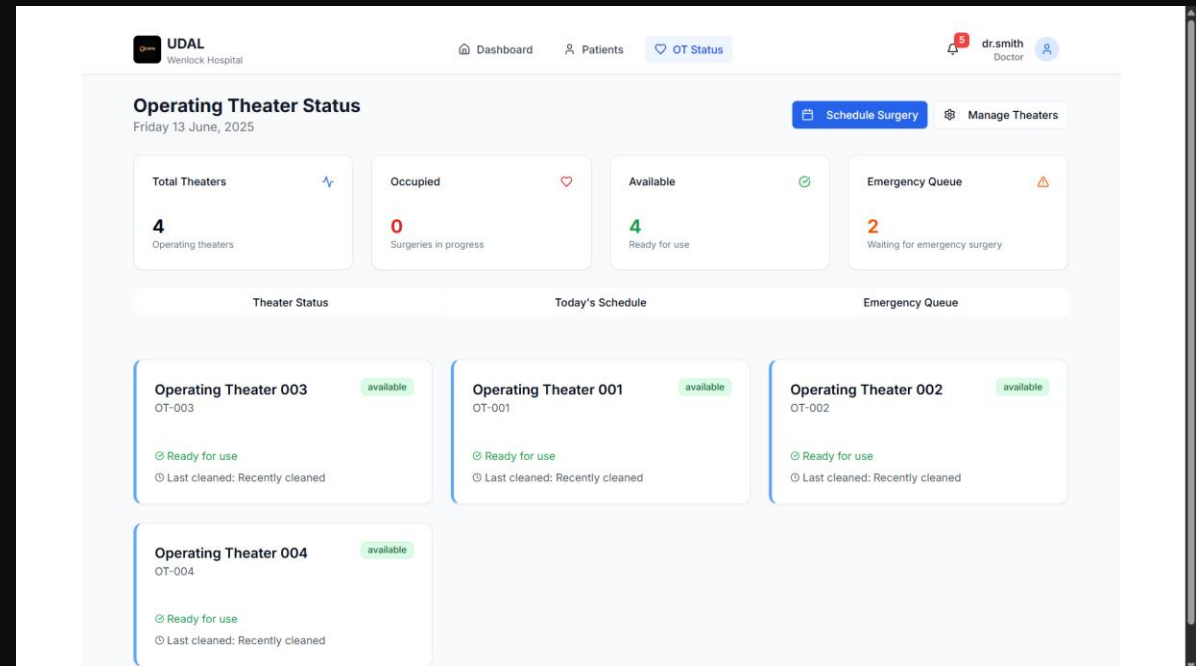 UDAL
Wenlock Hospital
Dashboard
Patients
OT Status
5
dr.smith
Doctor
Operating Theater Status
Friday 13 June, 2025
Schedule Surgery
Manage Theaters
Total Theaters
4
Operating theaters
Occupied
0
Surgeries in progress
Available
4
Ready for use
Emergency Queue
2
Waiting for emergency surgery
Theater Status
Today's Schedule
Emergency Queue
Operating Theater 003
available
OT-003
Ready for use
Last cleaned: Recently cleaned
Operating Theater 001
available
OT-001
Ready for use
Last cleaned: Recently cleaned
Operating Theater 002
available
OT-002
Ready for use
Last cleaned: Recently cleaned
Operating Theater 004
available
OT-004
Ready for use
Last cleaned: Recently cleaned